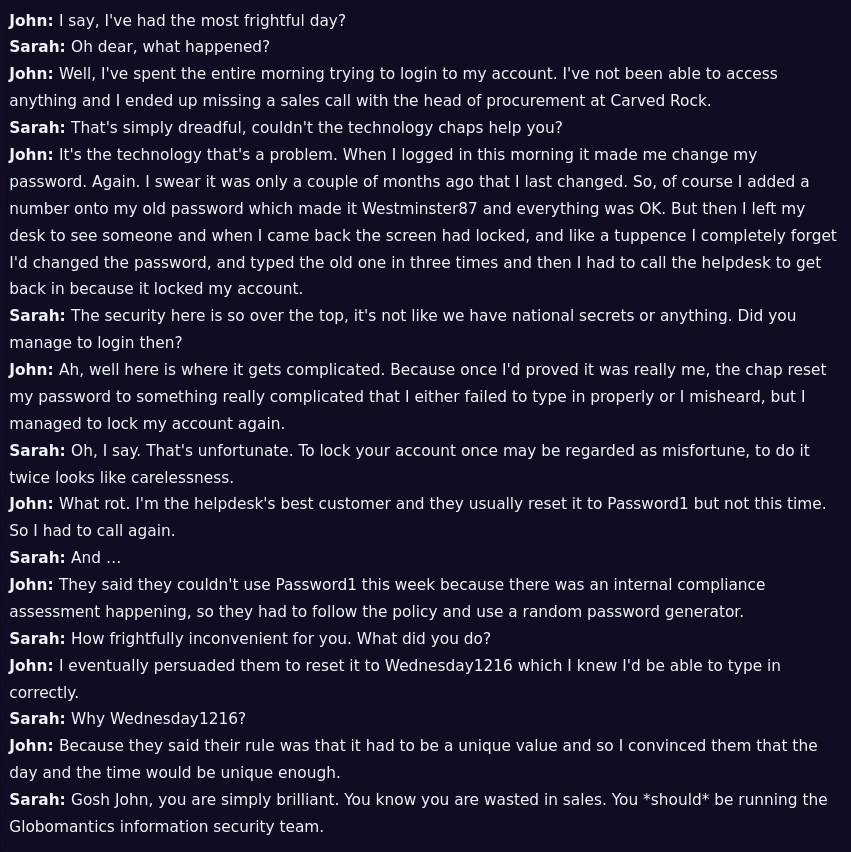 John: I say, I've had the most frightful day?
Sarah: Oh dear, what happened?
John: Well, I've spent the entire morning trying to login to my account. I've not been able to access
anything and I ended up missing a sales call with the head of procurement at Carved Rock.
Sarah: That's simply dreadful, couldn't the technology chaps help you?
John: It's the technology that's a problem. When I logged in this morning it made me change my
password. Again. I swear it was only a couple of months ago that I last changed. So, of course I added a
number onto my old password which made it Westminster87 and everything was OK. But then I left my
desk to see someone and when I came back the screen had locked, and like a tuppence I completely forget
I'd changed the password, and typed the old one in three times and then I had to call the helpdesk to get
back in because it locked my account.
Sarah: The security here is so over the top, it's not like we have national secrets or anything. Did you
manage to login then?
John: Ah, well here is where it gets complicated. Because once I'd proved it was really me, the chap reset
my password to something really complicated that I either failed to type in properly or I misheard, but I
managed to lock my account again.
Sarah: Oh, I say. That's unfortunate. To lock your account once may be regarded as misfortune, to do it
twice looks like carelessness.
John: What rot. I'm the helpdesk's best customer and they usually reset it to Password1 but not this time.
So I had to call again.
Sarah: And ...
John: They said they couldn't use Password1 this week because there was an internal compliance
assessment happening, so they had to follow the policy and use a random password generator.
Sarah: How frightfully inconvenient for you. What did you do?
John: I eventually persuaded them to reset it to Wednesday1216 which I knew I'd be able to type in
correctly.
Sarah: Why Wednesday1216?
John: Because they said their rule was that it had to be a unique value and so I convinced them that the
day and the time would be unique enough.
Sarah: Gosh John, you are simply brilliant. You know you are wasted in sales. You *should* be running the
Globomantics information security team.